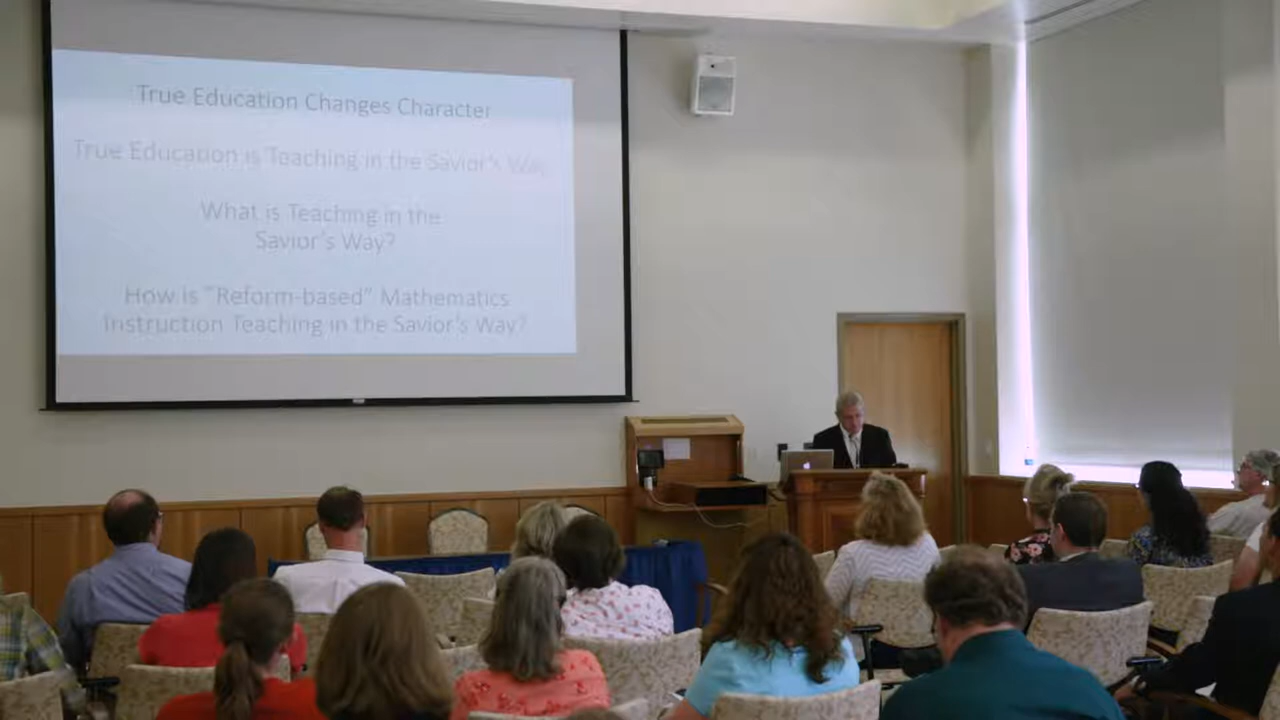 True Education Changes Character
True Education is Teaching in the Savior's Way
What is Teaching in the
Savior's Way?
How is "Reform-based" Mathematics
Instruction Teaching in the Savior's Way?